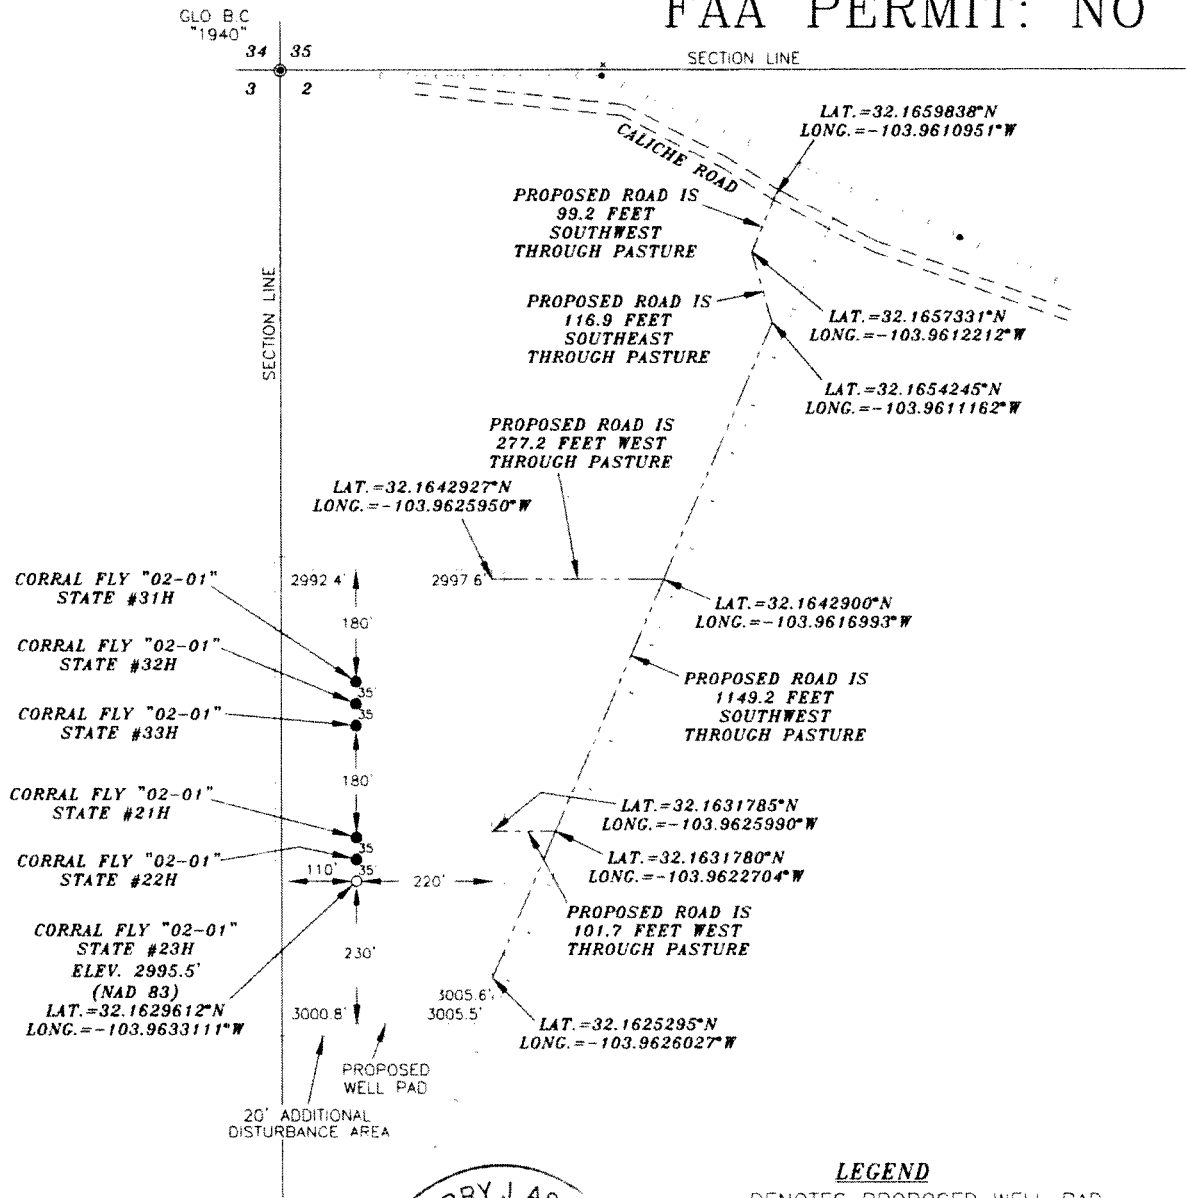 FAA PERMIT: NO
GLO B.C
"1940"
34 35
3 2
SECTION LINE
LAT.=32.1659838°N
LONG.=-103.9610951°W
CALICHE ROAD
PROPOSED ROAD IS
99.2 FEET
SOUTHWEST
THROUGH PASTURE
SECTION LINE
PROPOSED ROAD IS
116.9 FEET
SOUTHEAST
THROUGH PASTURE
LAT.=32.1657331°N
LONG.=-103.9612212°W
LAT.=32.1654245°N
LONG.=-103.9611162°W
PROPOSED ROAD IS
277.2 FEET WEST
THROUGH PASTURE
LAT.=32.1642927°N
LONG.=-103.9625950°W
CORRAL FLY "02-01"
STATE #31H
2992.4'
2997.6'
180'
LAT.=32.1642900°N
LONG.=-103.9616993°W
CORRAL FLY "02-01"
STATE #32H
35'
35'
CORRAL FLY "02-01"
STATE #33H
PROPOSED ROAD IS
1149.2 FEET
SOUTHWEST
THROUGH PASTURE
180'
CORRAL FLY "02-01"
STATE #21H
LAT.=32.1631785°N
LONG.=-103.9625990°W
35'
CORRAL FLY "02-01"
STATE #22H
110'
35'
220'
LAT.=32.1631780°N
LONG.=-103.9622704°W
PROPOSED ROAD IS
101.7 FEET WEST
THROUGH PASTURE
CORRAL FLY "02-01"
STATE #23H
ELEV. 2995.5'
(NAD 83)
LAT.=32.1629612°N
LONG.=-103.9633111°W
230'
3000.8'
3005.6'
3005.5'
LAT.=32.1625295°N
LONG.=-103.9626027°W
PROPOSED
WELL PAD
20' ADDITIONAL
DISTURBANCE AREA
LEGEND
DENOTES PROPOSED WELL PAD